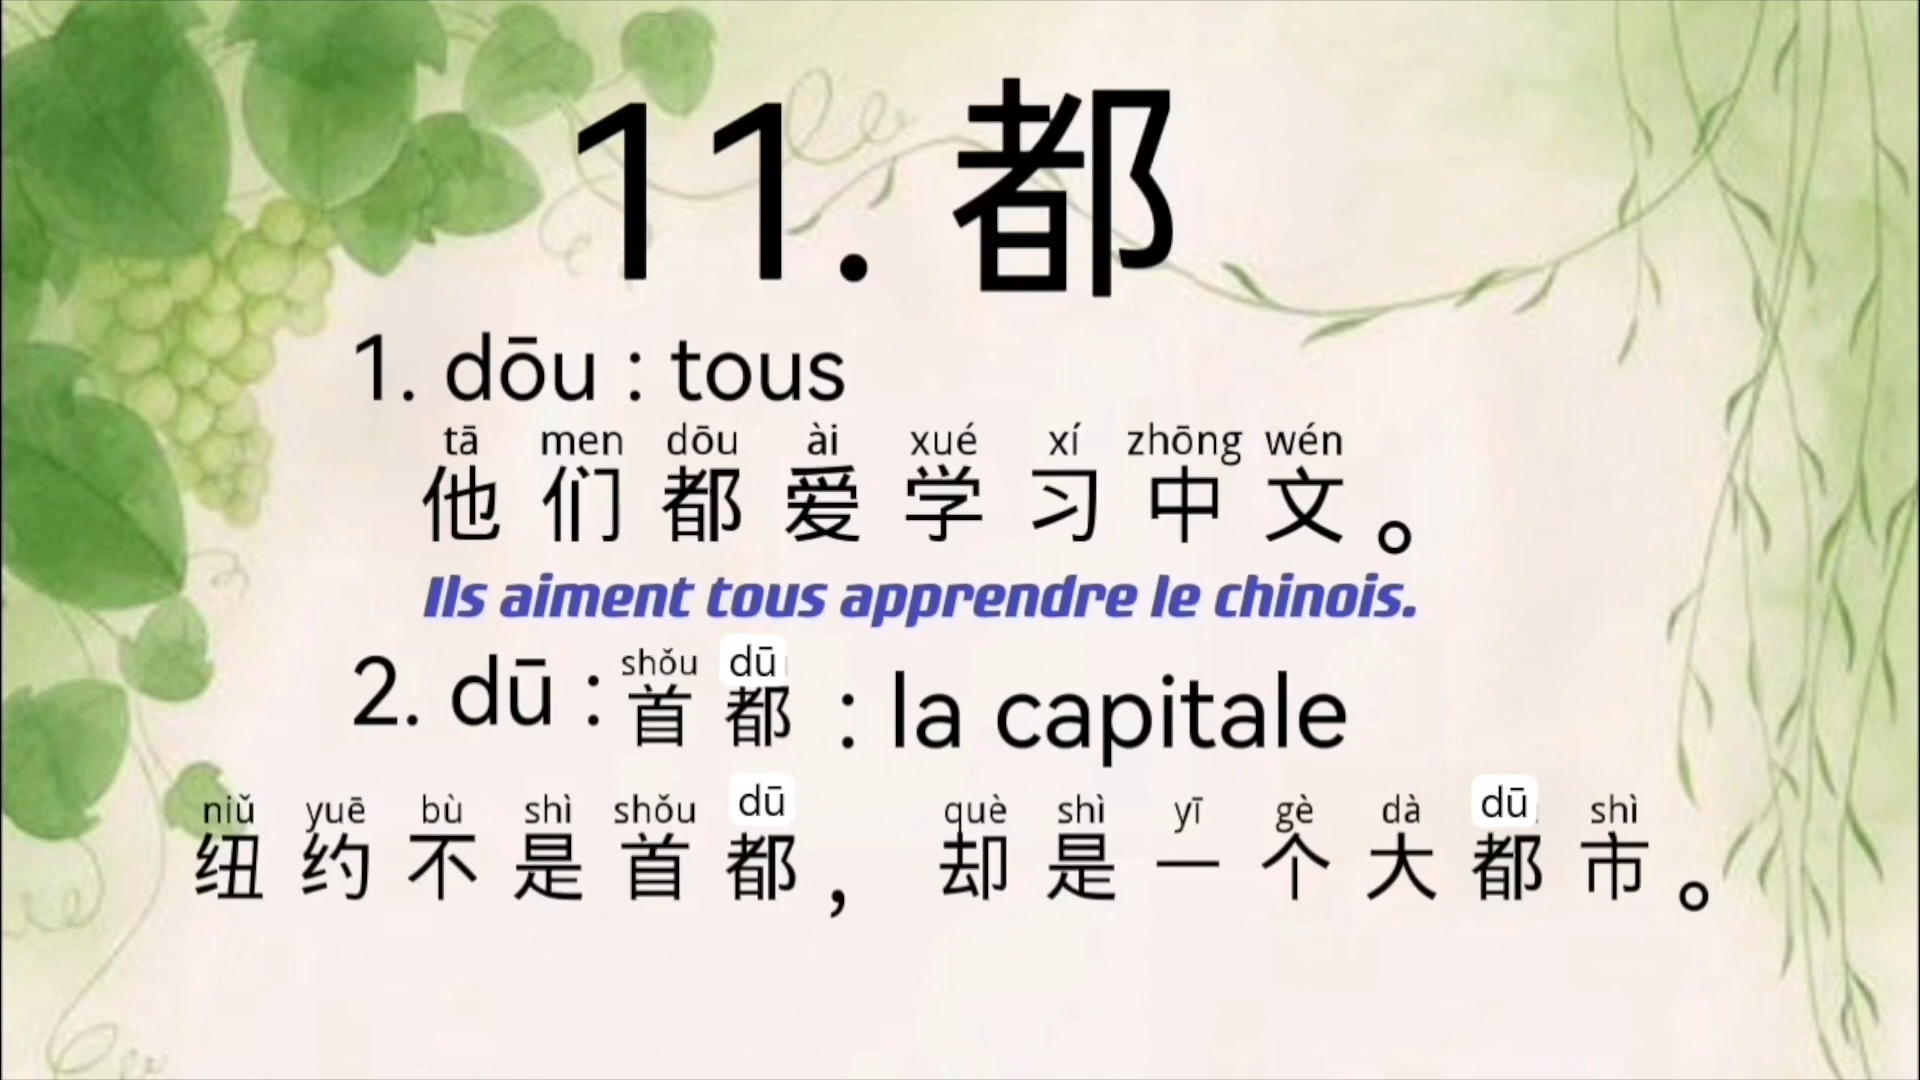 11. 都
1. dōu : tous
tā men dōu ài xué xí zhōng wén
他们都爱学习中文。
Ils aiment tous apprendre le chinois.
shǒu dū
2. dū : 首都 : la capitale
niǔ yuē bù shì shǒu dū què shì yī gè dà dū shì
纽约不是首都，却是一个大都市。